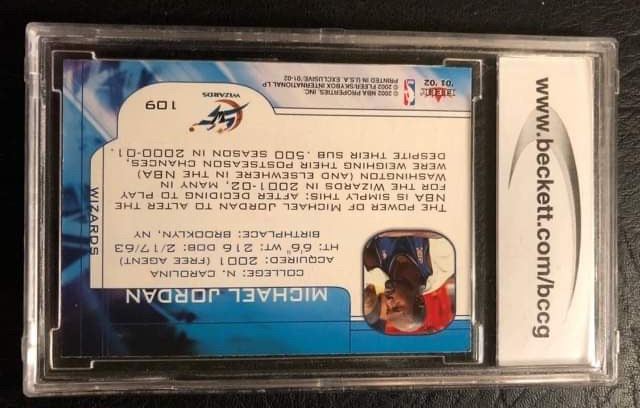 MICHAEL JORDAN
COLLEGE: N. CAROLINA
ACQUIRED: 2001 (FREE AGENT)
HT: 6'6" WT: 216 DOB: 2/17/63
BIRTHPLACE: BROOKLYN, NY
THE POWER OF MICHAEL JORDAN TO ALTER THE
NBA IS SIMPLY THIS: AFTER DECIDING TO PLAY
FOR THE WIZARDS IN 2001-02, MANY IN
WASHINGTON (AND ELSEWHERE IN THE NBA)
WERE WEIGHING THEIR POSTSEASON CHANCES,
DESPITE THEIR SUB .500 SEASON IN 2000-01.
WIZARDS
WIZARDS
109
FLEER
'01 '02
NBA
© 2002 NBA PROPERTIES, INC.
© 2002 FLEER/SKYBOX INTERNATIONAL LP
PRINTED IN U.S.A. EXCLUSIVE/'01-02
www.beckett.com/bccg